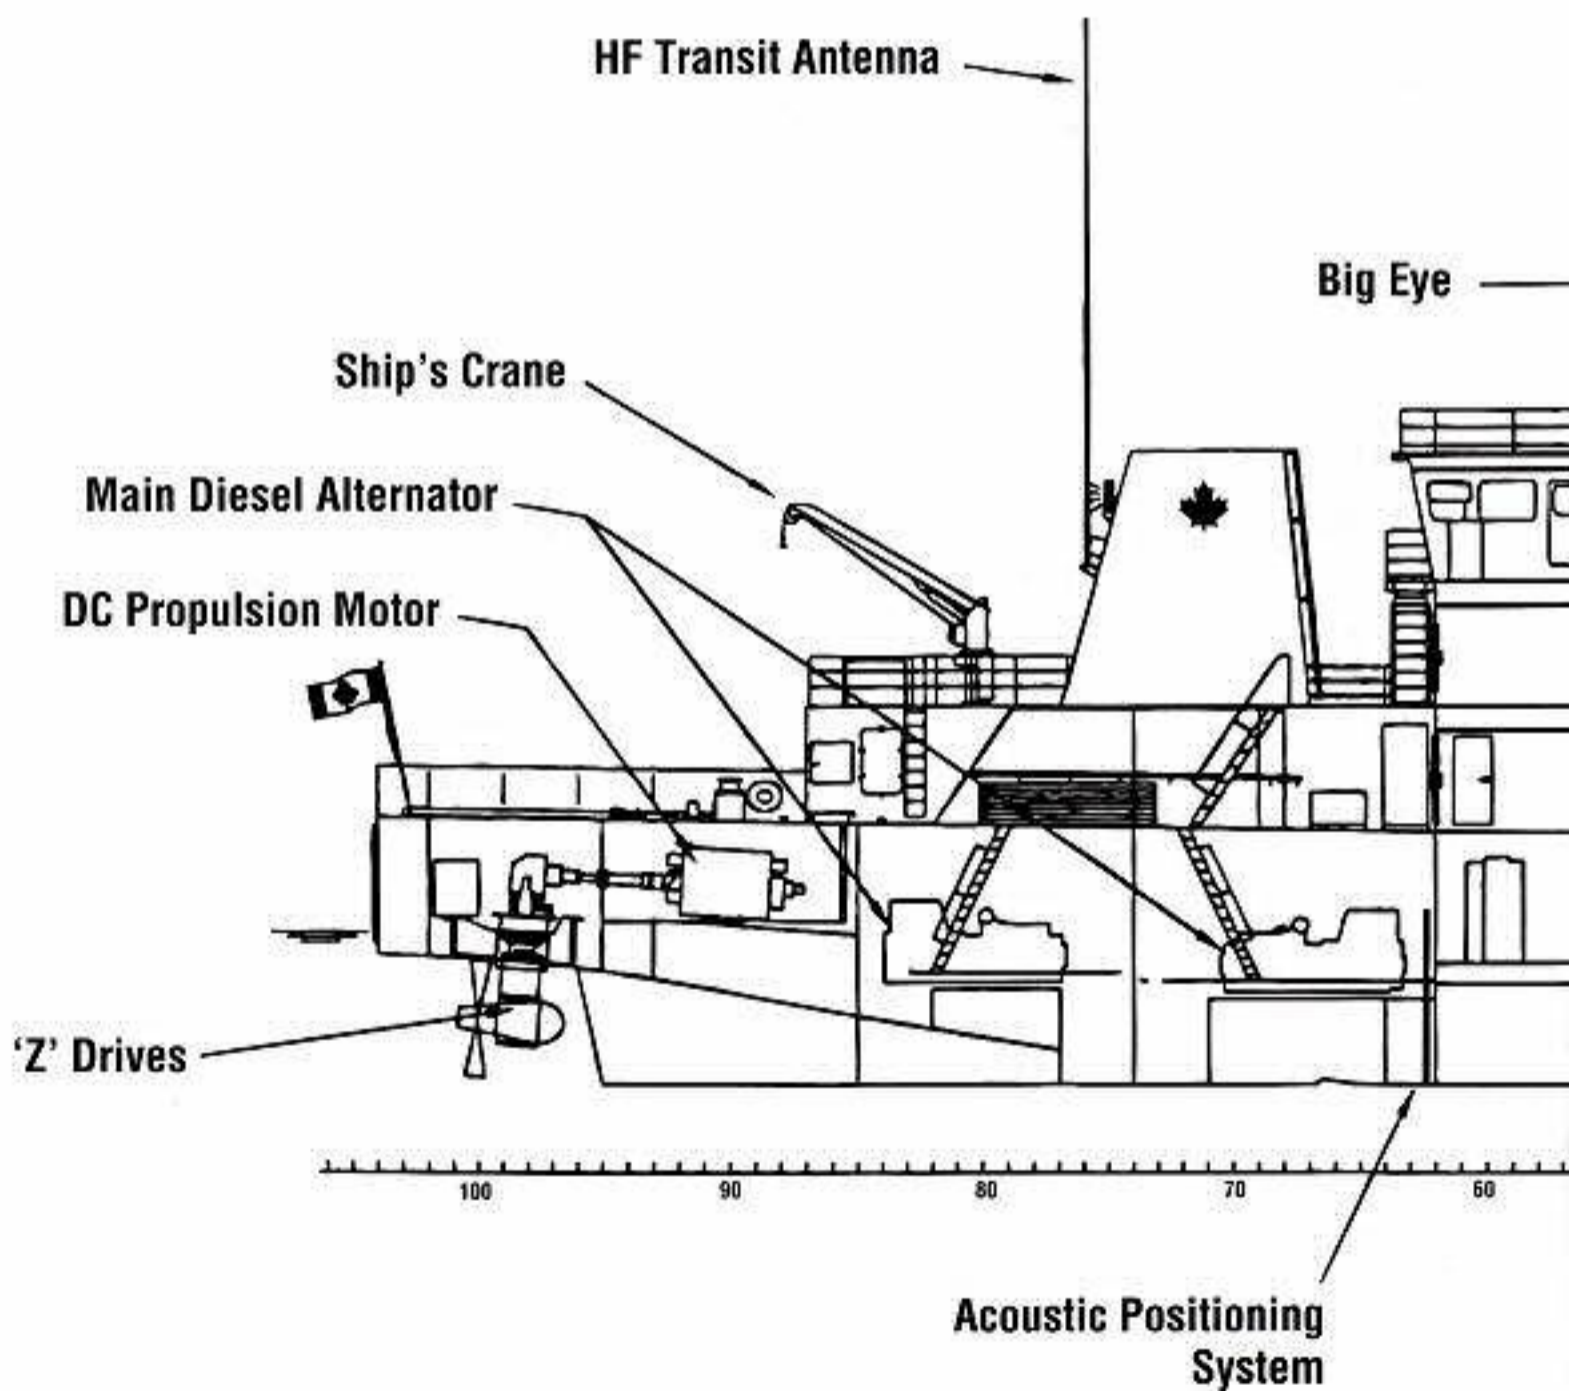 HF Transit Antenna
Big Eye
Ship's Crane
Main Diesel Alternator
DC Propulsion Motor
'Z' Drives
100 90 80 70 60
Acoustic Positioning
System